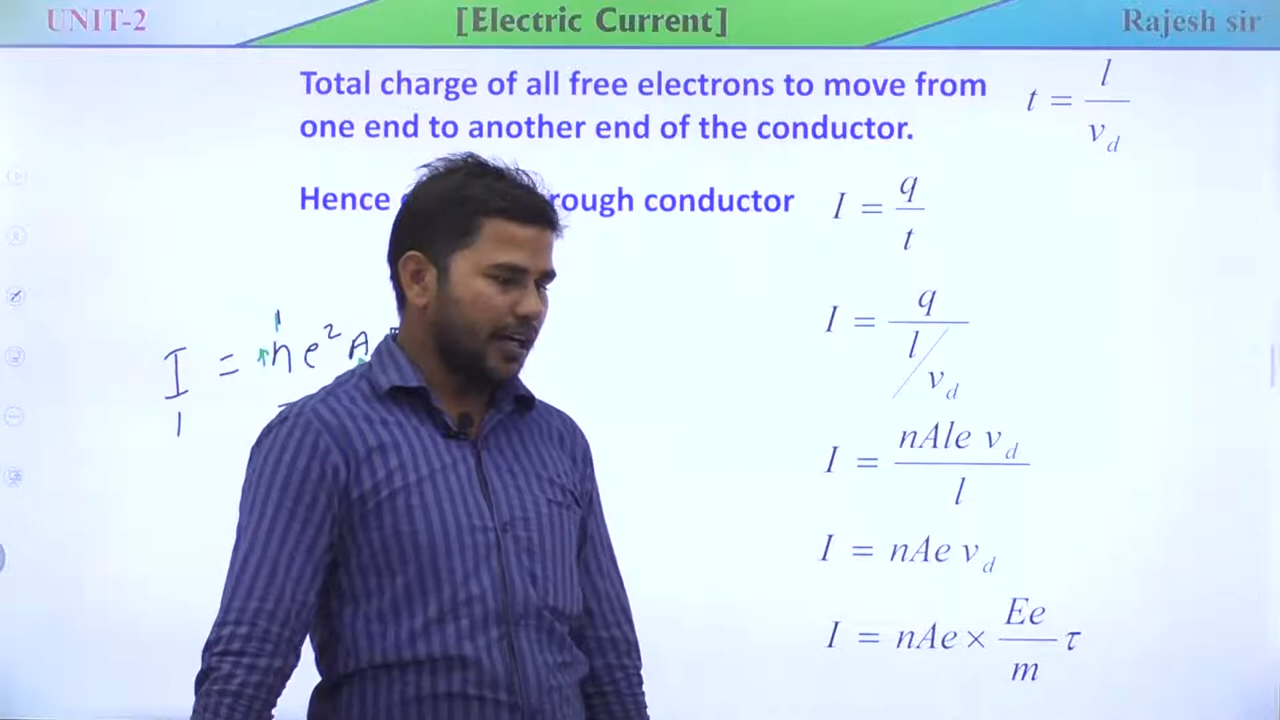 UNIT-2
[Electric Current]
Rajesh sir
Total charge of all free electrons to move from
one end to another end of the conductor.
t = l / v_d
Hence rough conductor
I = q / t
I = q / (l / v_d)
I = ne² A
I
I = nAle v_d / l
I = nAe v_d
I = nAe × Ee / m τ